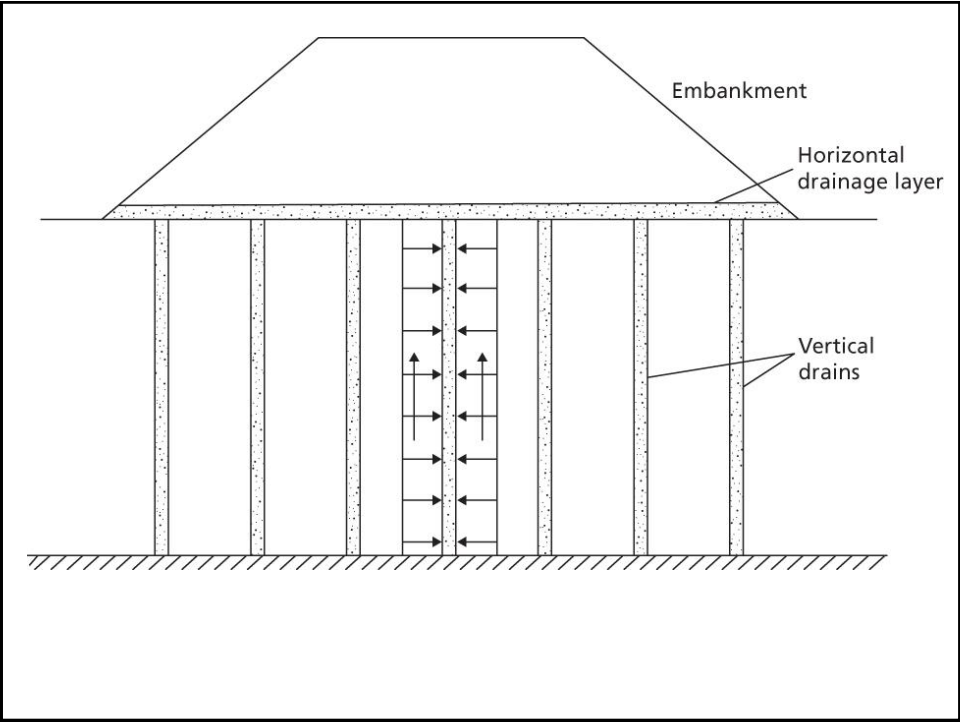 Embankment
Horizontal
drainage layer
Vertical
drains